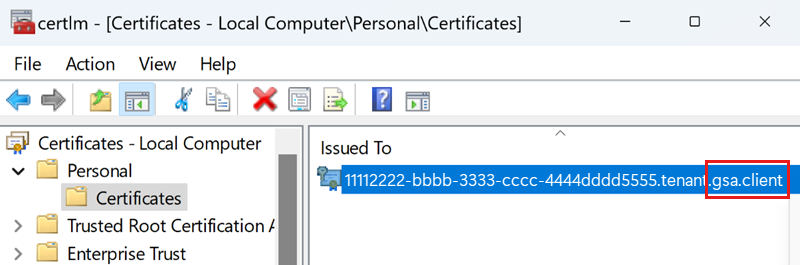 certlm - [Certificates - Local Computer\Personal\Certificates]
File Action View Help
Certificates - Local Computer
Personal
Certificates
Trusted Root Certification A
Enterprise Trust
Issued To
11112222-bbbb-3333-cccc-4444dddd5555.tenant.gsa.client